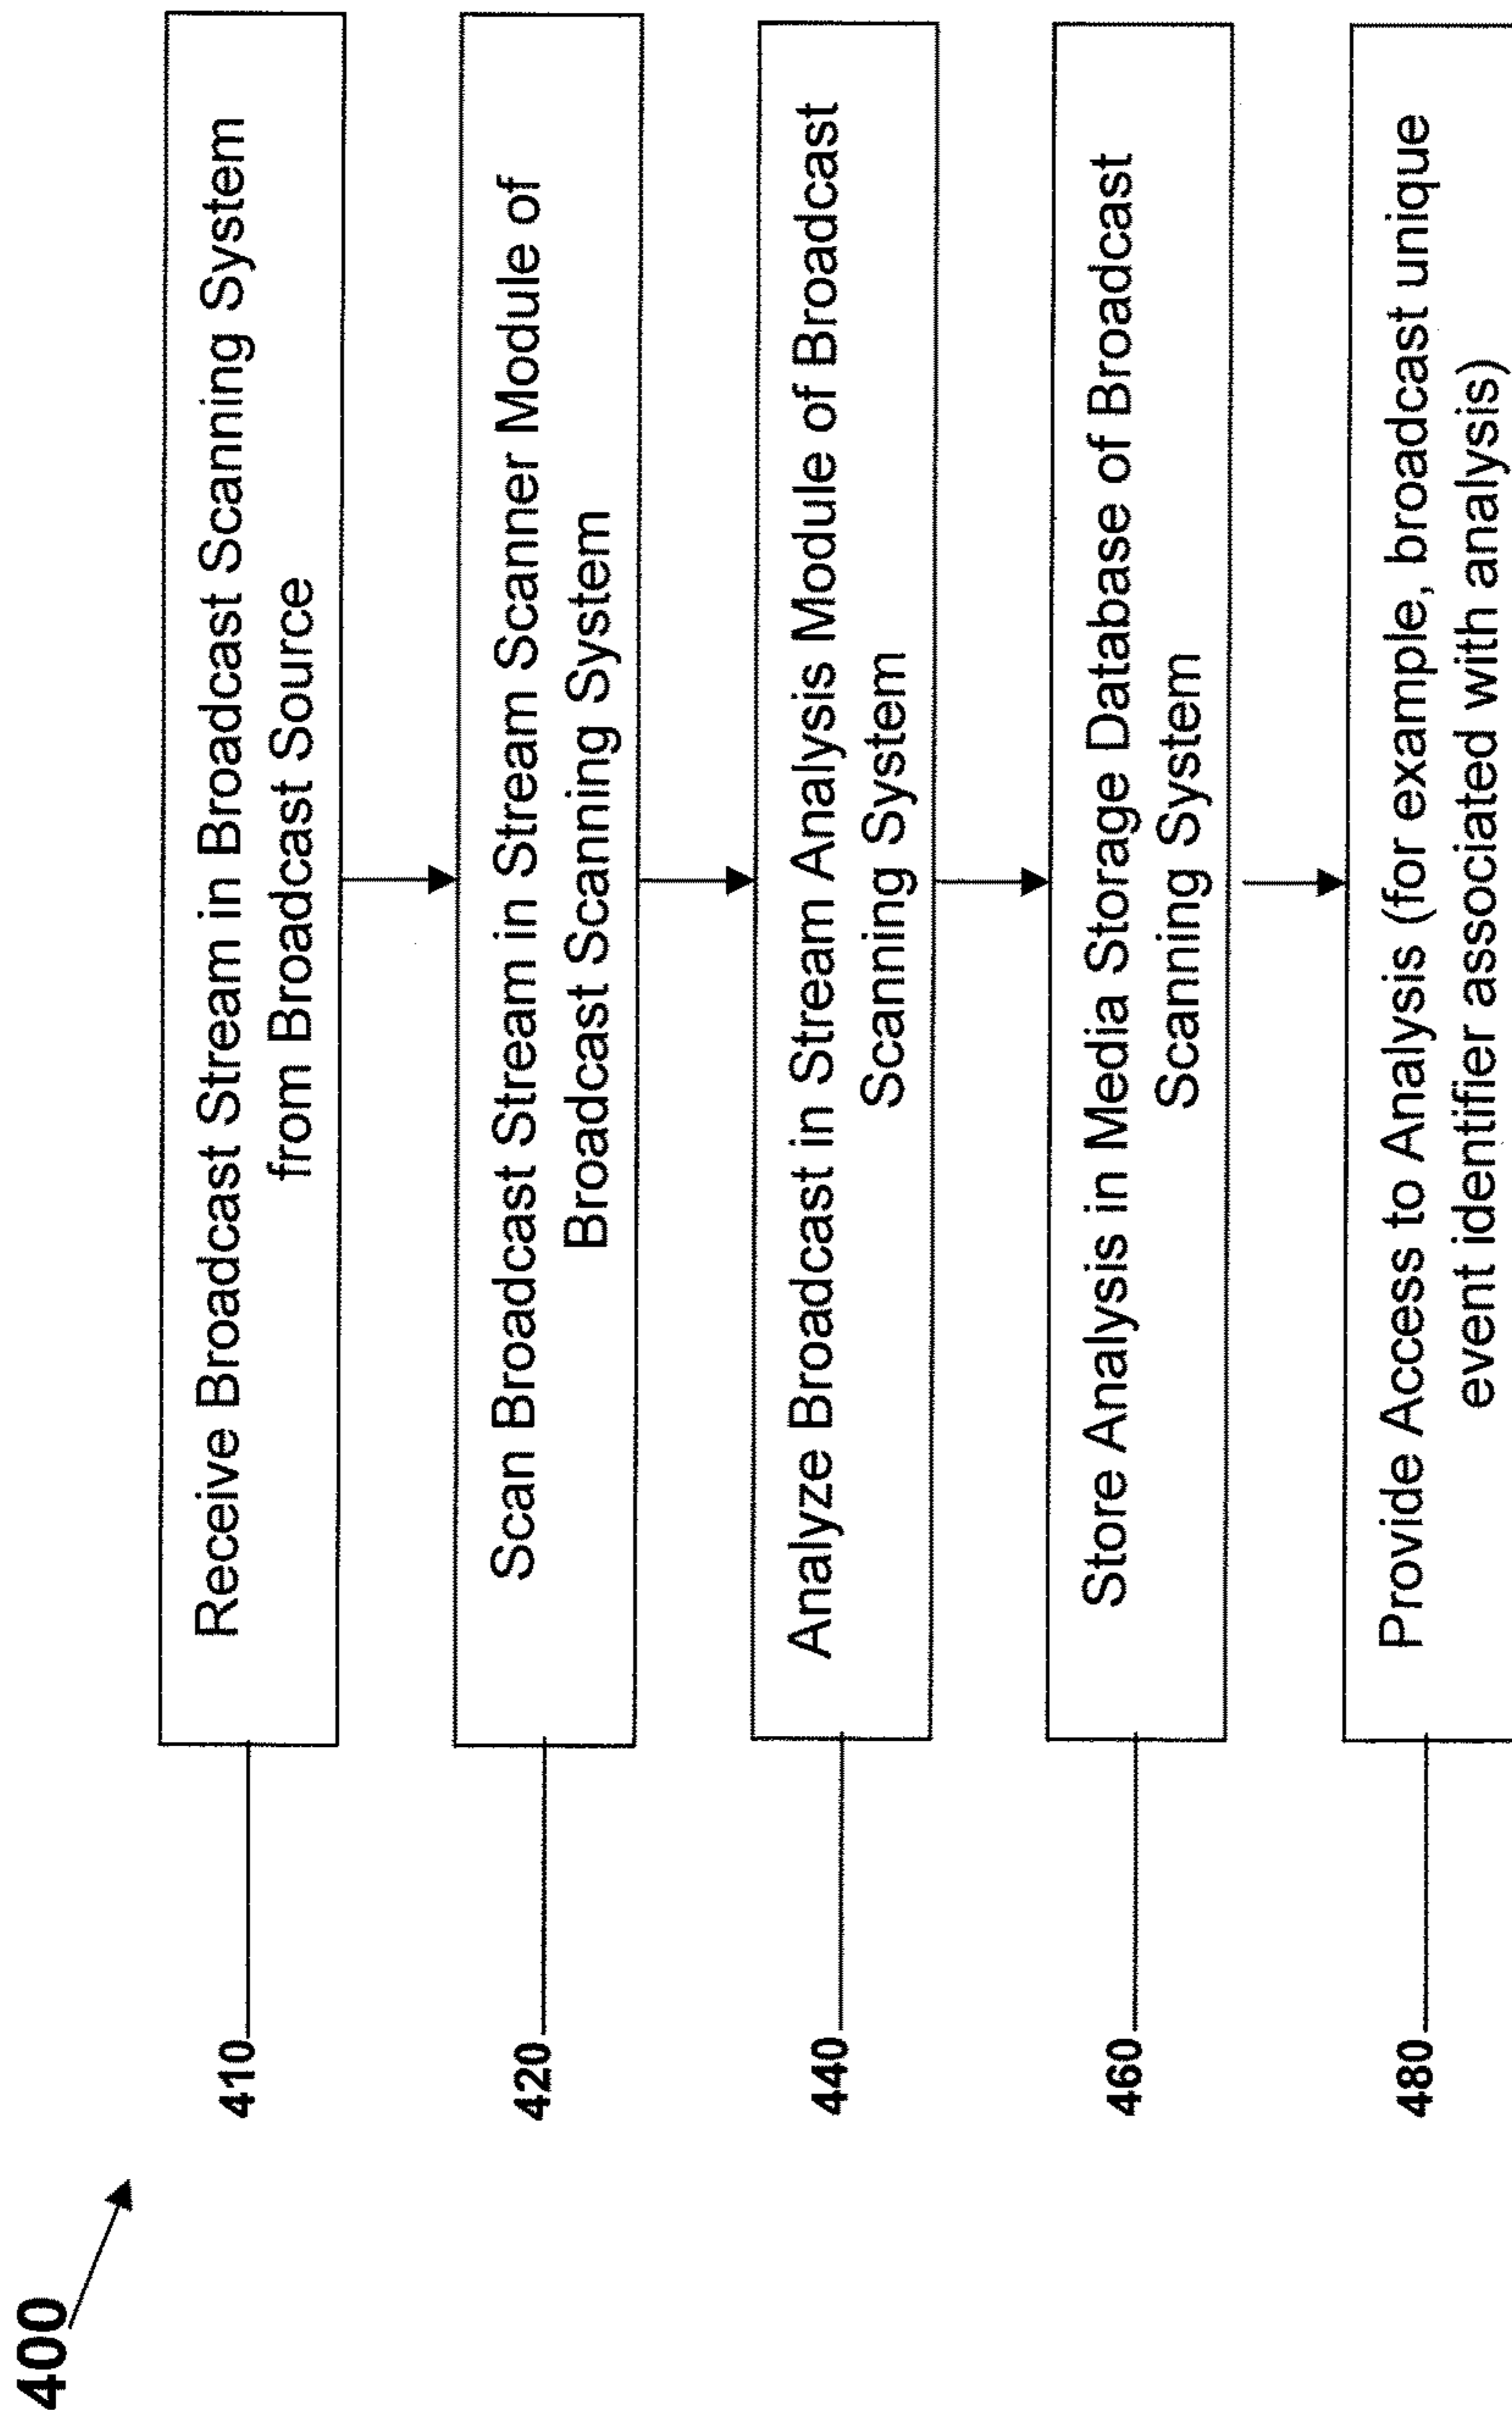 400
410
Receive Broadcast Stream in Broadcast Scanning System
from Broadcast Source
420
Scan Broadcast Stream in Stream Scanner Module of
Broadcast Scanning System
440
Analyze Broadcast in Stream Analysis Module of Broadcast
Scanning System
460
Store Analysis in Media Storage Database of Broadcast
Scanning System
480
Provide Access to Analysis (for example, broadcast unique
event identifier associated with analysis)